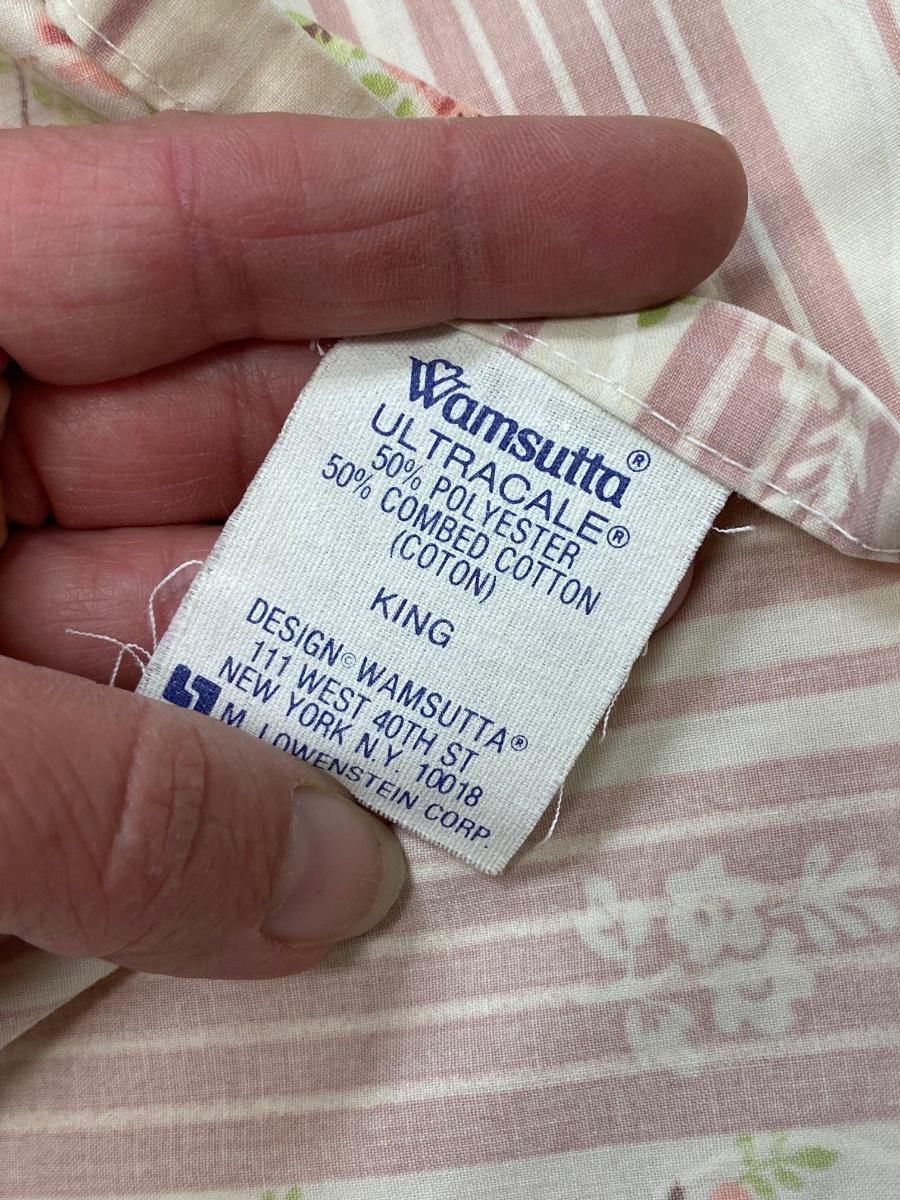 Wamsutta®
ULTRACALE®
50% POLYESTER
50% COMBED COTTON
(COTON)
KING
DESIGN©WAMSUTTA®
111 WEST 40TH ST
NEW YORK N.Y. 10018
M. LOWENSTEIN CORP.